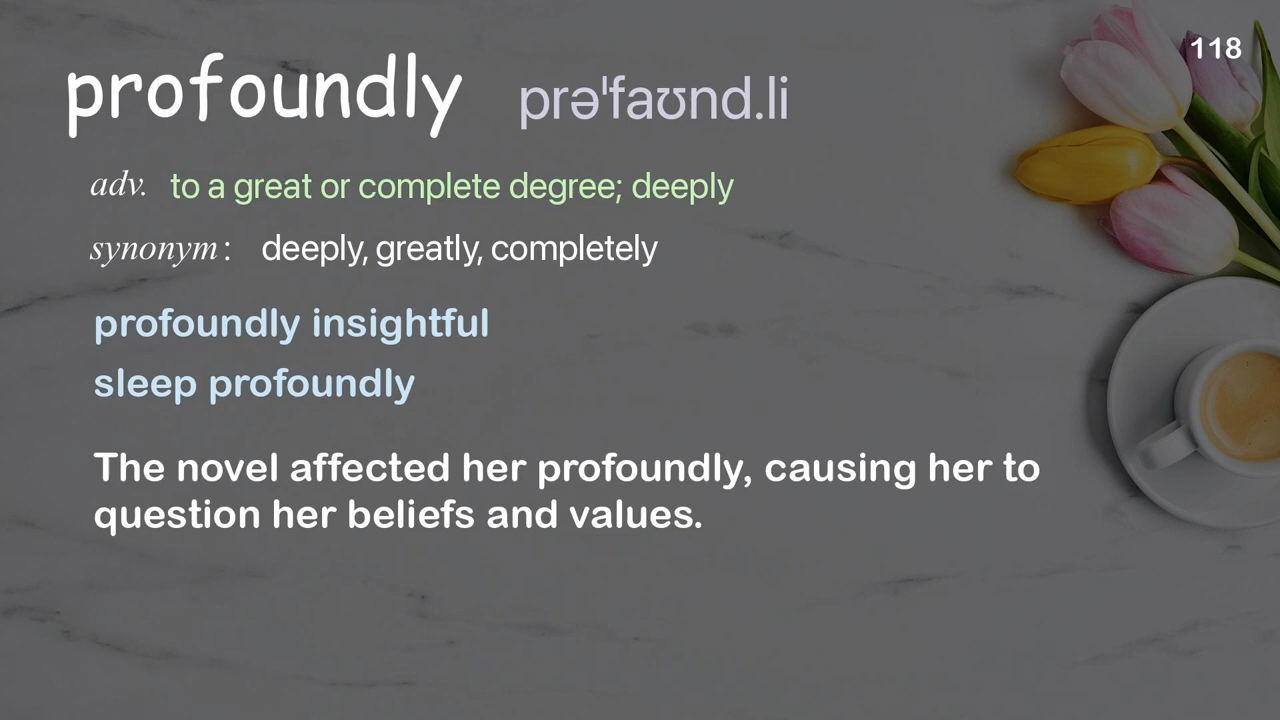 118
profoundly prəˈfaʊnd.li
adv. to a great or complete degree; deeply
synonym: deeply, greatly, completely
profoundly insightful
sleep profoundly
The novel affected her profoundly, causing her to
question her beliefs and values.